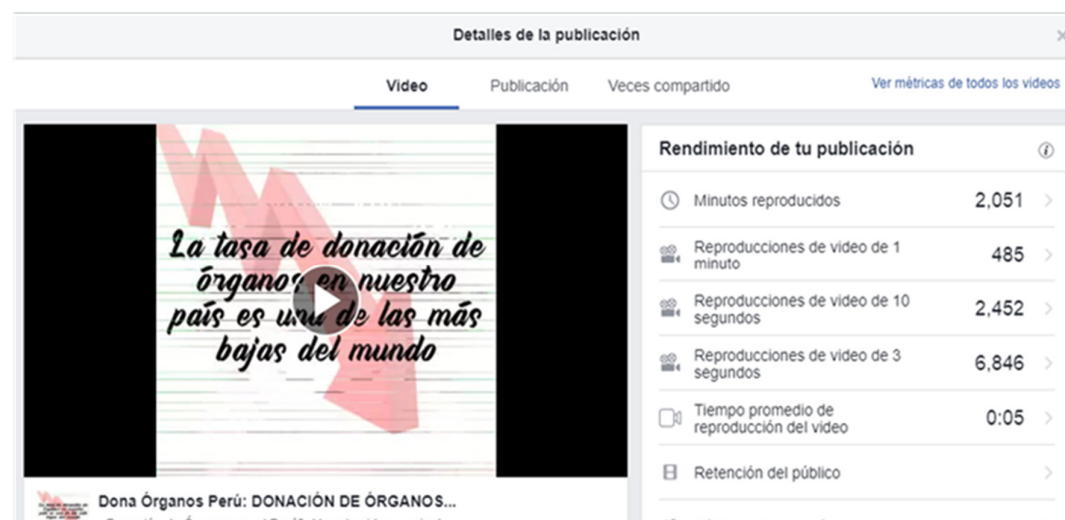 Detalles de la publicación
Video
Publicación
Veces compartido
Ver métricas de todos los videos
La tasa de donación de
órganos en nuestro
país es una de las más
bajas del mundo
Dona Órganos Perú: DONACIÓN DE ÓRGANOS...
Rendimiento de tu publicación
Minutos reproducidos
2,051
Reproducciones de video de 1
minuto
485
Reproducciones de video de 10
segundos
2,452
Reproducciones de video de 3
segundos
6,846
Tiempo promedio de
reproducción del video
0:05
Retención del público